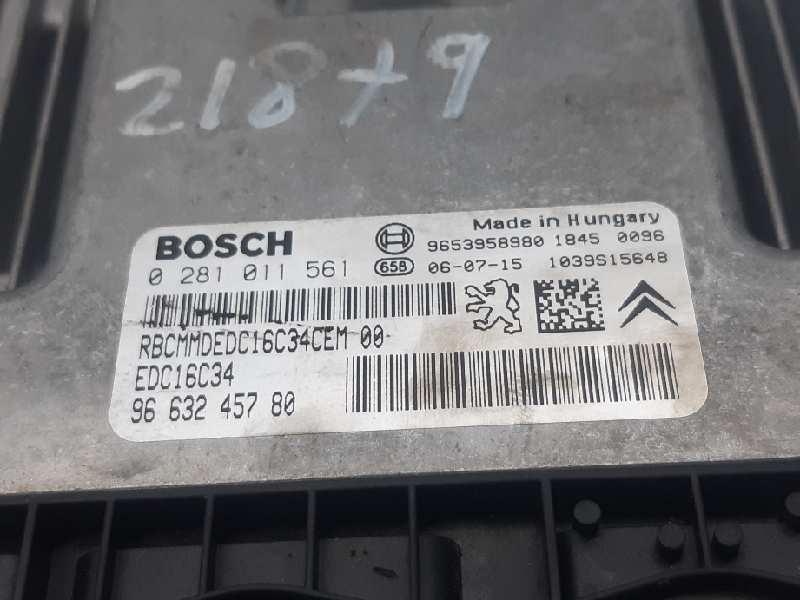 21879
Made in Hungary
BOSCH
9653958980 1845 0096
0 281 011 561
65B 06-07-15 1039S15648
RBCMMDEDC16C34CEM 00
EDC16C34
96 632 457 80